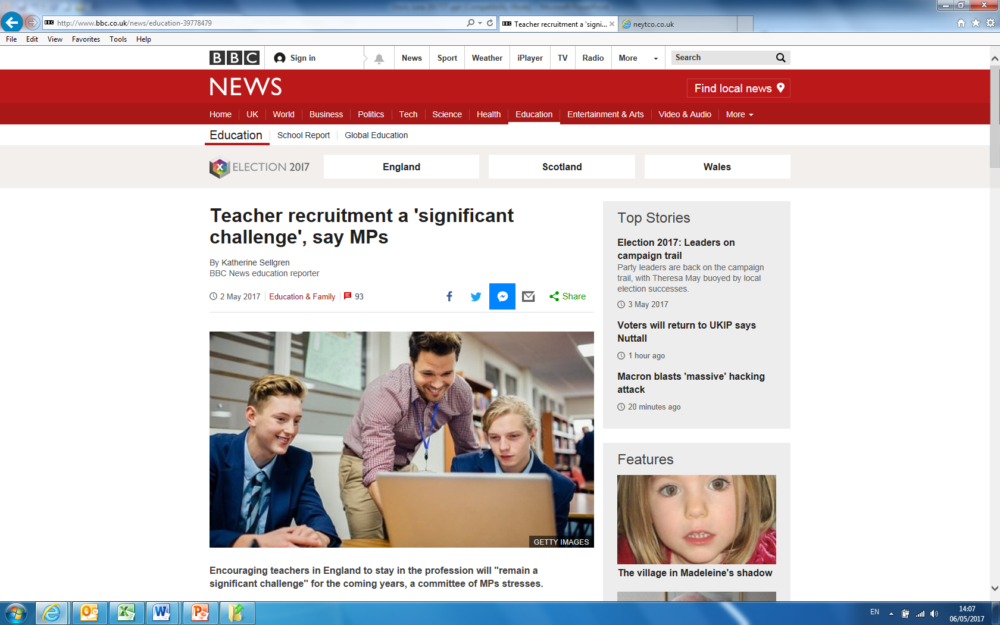 http://www.bbc.co.uk/news/education-39778479
BBC Teacher recruitment a 'signi...
neytco.co.uk
File Edit View Favorites Tools Help
BBC
Sign in
News Sport Weather iPlayer TV Radio More
Search
NEWS
Find local news
Home UK World Business Politics Tech Science Health Education Entertainment & Arts Video & Audio More
Education School Report Global Education
ELECTION 2017 England Scotland Wales
Teacher recruitment a 'significant
challenge', say MPs
By Katherine Sellgren
BBC News education reporter
2 May 2017 Education & Family 93
Share
GETTY IMAGES
Encouraging teachers in England to stay in the profession will "remain a
significant challenge" for the coming years, a committee of MPs stresses.
Top Stories
Election 2017: Leaders on
campaign trail
Party leaders are back on the campaign
trail, with Theresa May buoyed by local
election successes.
3 May 2017
Voters will return to UKIP says
Nuttall
1 hour ago
Macron blasts 'massive' hacking
attack
20 minutes ago
Features
The village in Madeleine's shadow
EN
14:07
06/05/2017